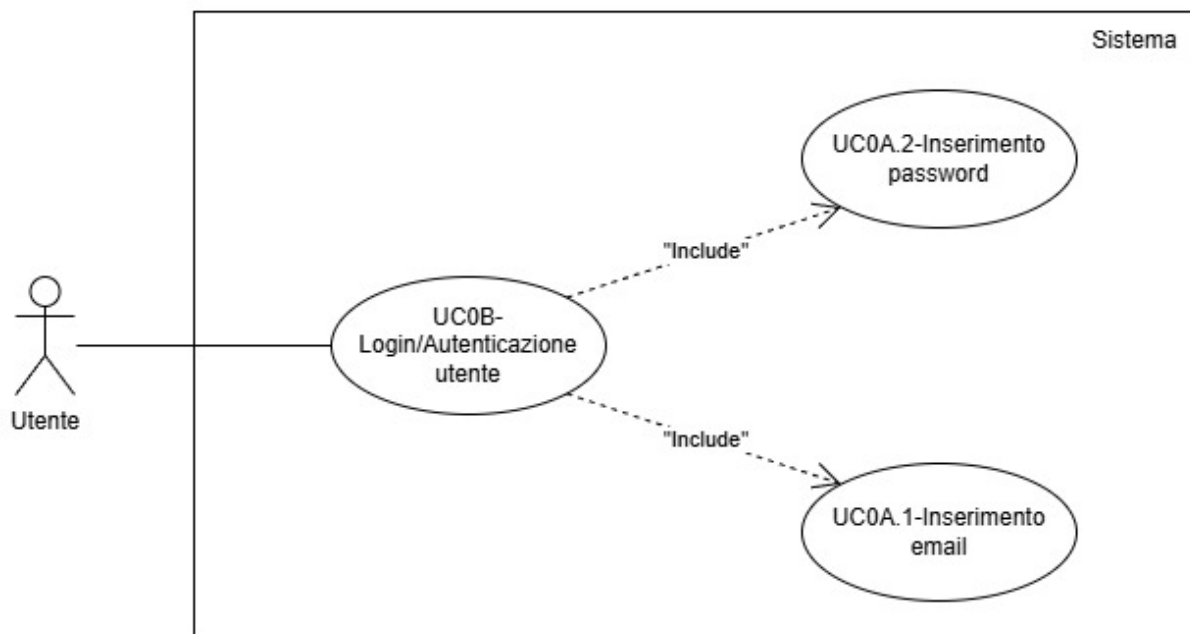 Sistema
UC0A.2-Inserimento
password
"Include"
UC0B-
Login/Autenticazione
utente
Utente
"Include"
UC0A.1-Inserimento
email